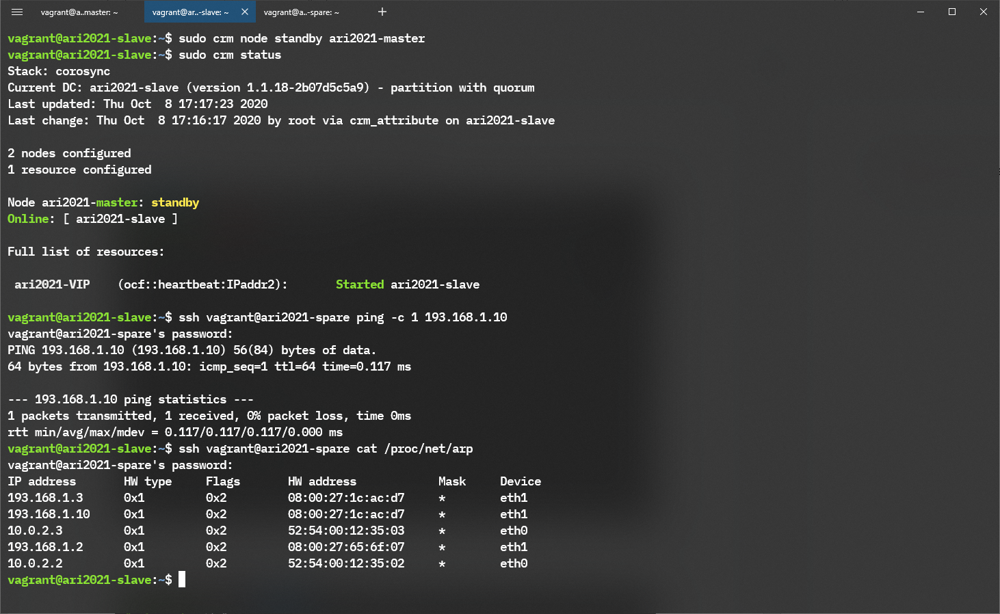 vagrant@a..master: ~ vagrant@ar..-slave: ~ vagrant@a..-spare: ~
vagrant@ari2021-slave:~$ sudo crm node standby ari2021-master
vagrant@ari2021-slave:~$ sudo crm status
Stack: corosync
Current DC: ari2021-slave (version 1.1.18-2b07d5c5a9) - partition with quorum
Last updated: Thu Oct  8 17:17:23 2020
Last change: Thu Oct  8 17:16:17 2020 by root via crm_attribute on ari2021-slave
2 nodes configured
1 resource configured
Node ari2021-master: standby
Online: [ ari2021-slave ]
Full list of resources:
ari2021-VIP    (ocf::heartbeat:IPaddr2):       Started ari2021-slave
vagrant@ari2021-slave:~$ ssh vagrant@ari2021-spare ping -c 1 193.168.1.10
vagrant@ari2021-spare's password:
PING 193.168.1.10 (193.168.1.10) 56(84) bytes of data.
64 bytes from 193.168.1.10: icmp_seq=1 ttl=64 time=0.117 ms
--- 193.168.1.10 ping statistics ---
1 packets transmitted, 1 received, 0% packet loss, time 0ms
rtt min/avg/max/mdev = 0.117/0.117/0.117/0.000 ms
vagrant@ari2021-slave:~$ ssh vagrant@ari2021-spare cat /proc/net/arp
vagrant@ari2021-spare's password:
IP address       HW type     Flags       HW address            Mask     Device
193.168.1.3      0x1         0x2         08:00:27:1c:ac:d7     *        eth1
193.168.1.10     0x1         0x2         08:00:27:1c:ac:d7     *        eth1
10.0.2.3         0x1         0x2         52:54:00:12:35:03     *        eth0
193.168.1.2      0x1         0x2         08:00:27:65:6f:07     *        eth1
10.0.2.2         0x1         0x2         52:54:00:12:35:02     *        eth0
vagrant@ari2021-slave:~$